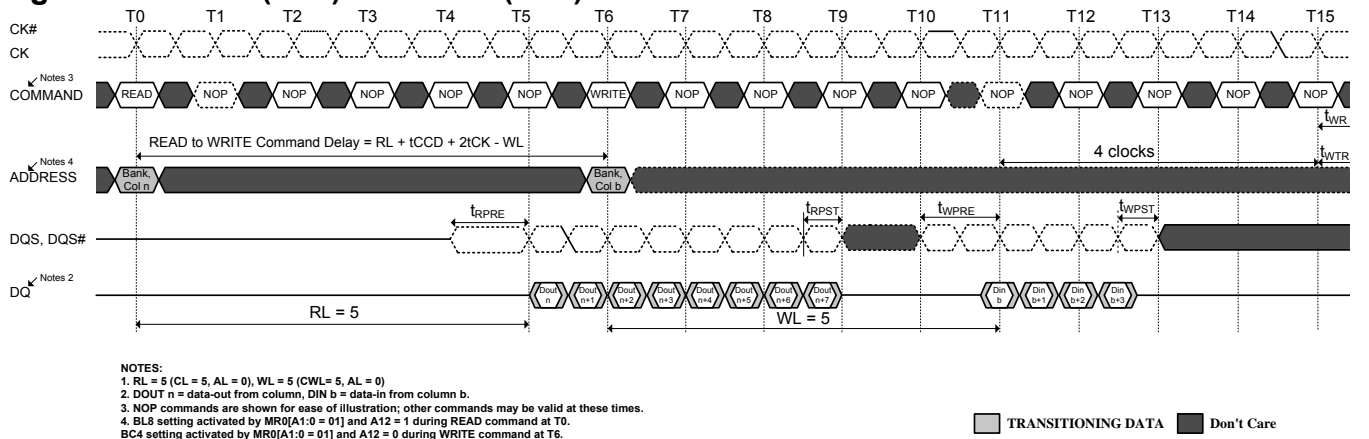 T0 T1 T2 T3 T4 T5 T6 T7 T8 T9 T10 T11 T12 T13 T14 T15
CK#
CK
Notes 3
COMMAND READ NOP NOP NOP NOP NOP WRITE NOP NOP NOP NOP NOP NOP NOP NOP NOP
tWR
READ to WRITE Command Delay = RL + tCCD + 2tCK - WL
4 clocks
tWTR
Notes 4
ADDRESS Bank, Col n Bank, Col b
tRPRE tRPST tWPRE tWPST
DQS, DQS#
Notes 2
DQ Dout n Dout n+1 Dout n+2 Dout n+3 Dout n+4 Dout n+5 Dout n+6 Dout n+7 Din b Din b+1 Din b+2 Din b+3
RL = 5 WL = 5
NOTES:
1. RL = 5 (CL = 5, AL = 0), WL = 5 (CWL= 5, AL = 0)
2. DOUT n = data-out from column, DIN b = data-in from column b.
3. NOP commands are shown for ease of illustration; other commands may be valid at these times.
4. BL8 setting activated by MR0[A1:0 = 01] and A12 = 1 during READ command at T0.
BC4 setting activated by MR0[A1:0 = 01] and A12 = 0 during WRITE command at T6.
TRANSITIONING DATA Don't Care